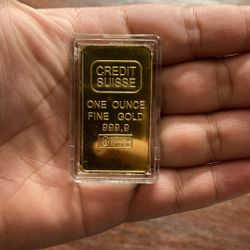 CREDIT
SUISSE
ONE OUNCE
FINE GOLD
999.9